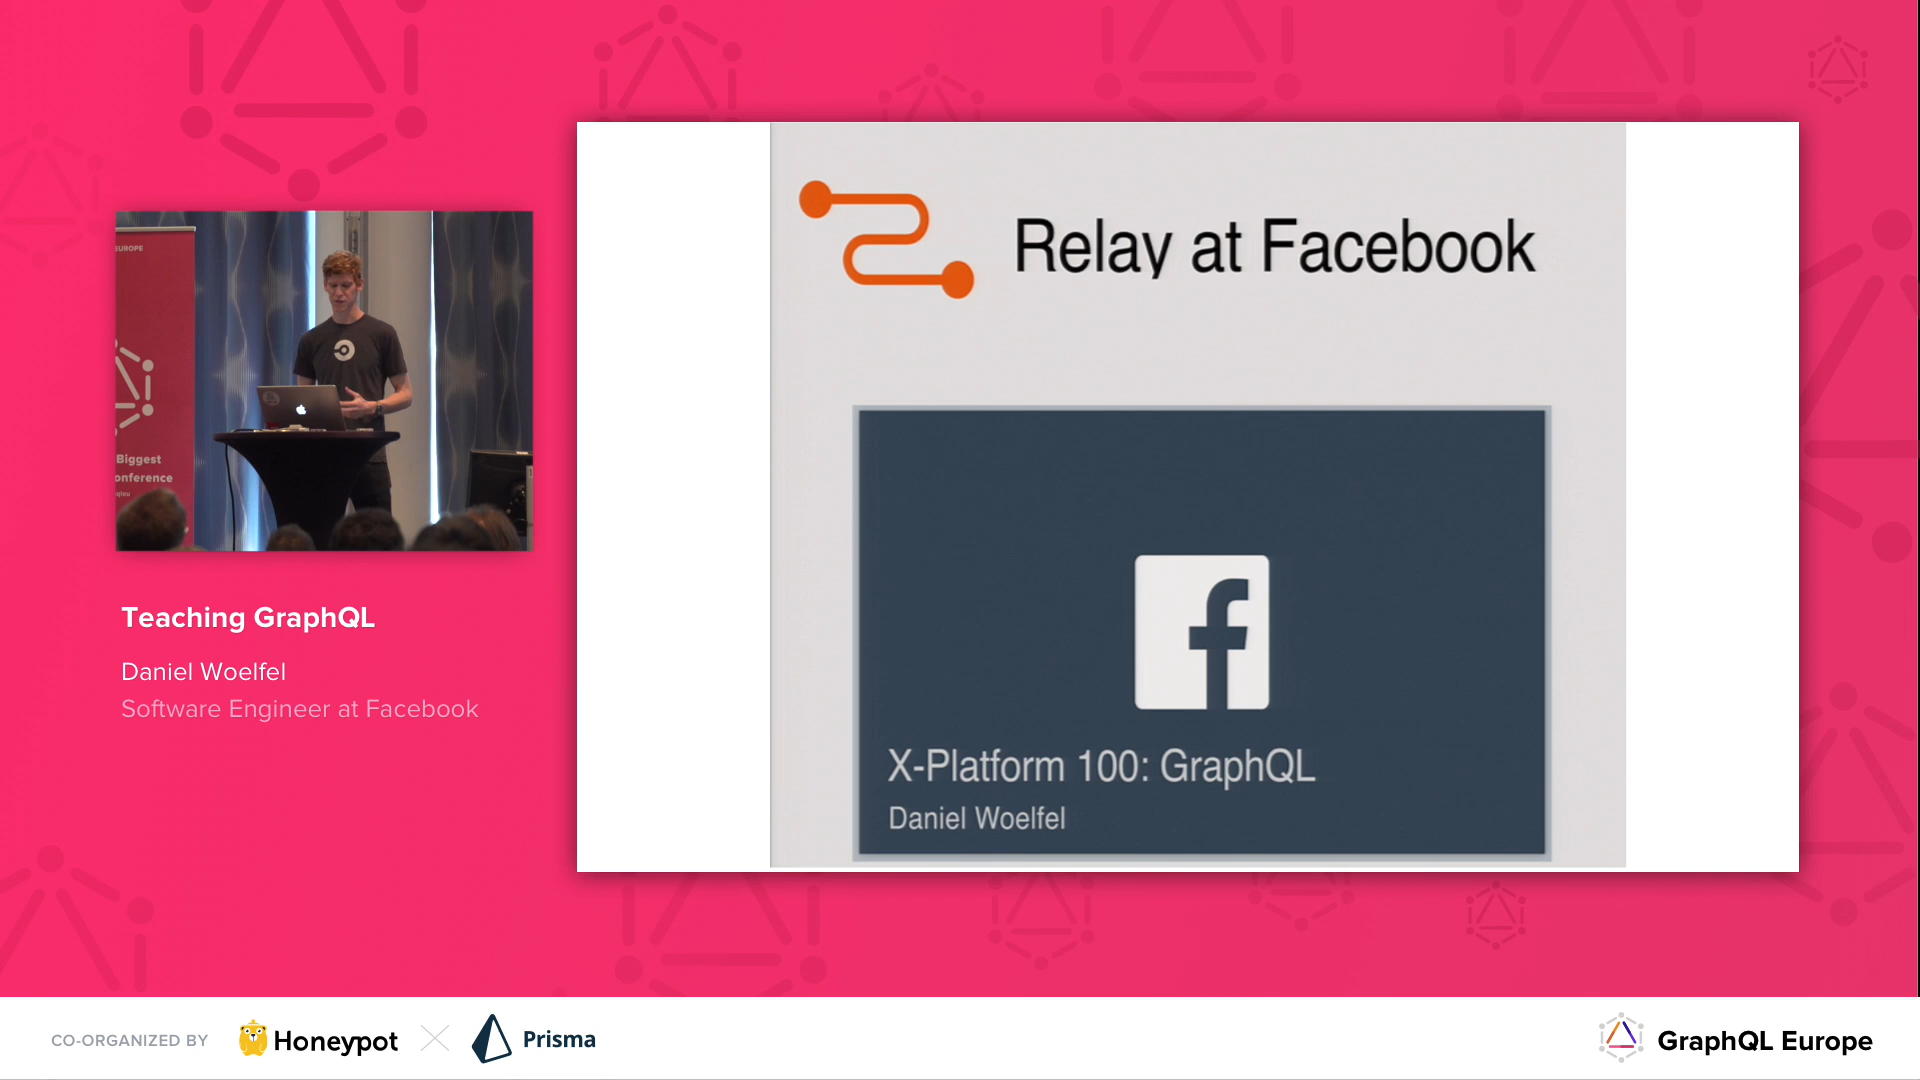 EUROPE
Biggest
onference
Teaching GraphQL
Daniel Woelfel
Software Engineer at Facebook
Relay at Facebook
f
X-Platform 100: GraphQL
Daniel Woelfel
CO-ORGANIZED BY
Honeypot
Prisma
GraphQL Europe